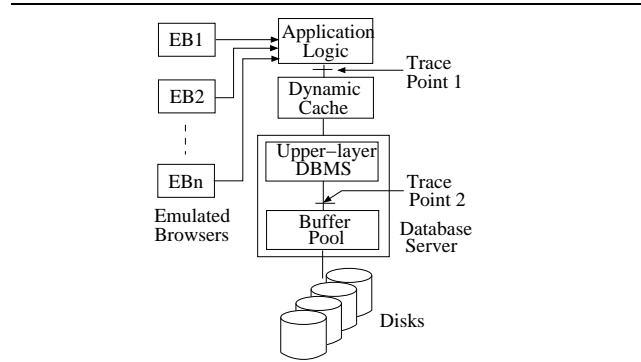 EB1
EB2
EBn
Emulated
Browsers
Application
Logic
Trace
Point 1
Dynamic
Cache
Upper−layer
DBMS
Trace
Point 2
Buffer
Pool
Database
Server
Disks